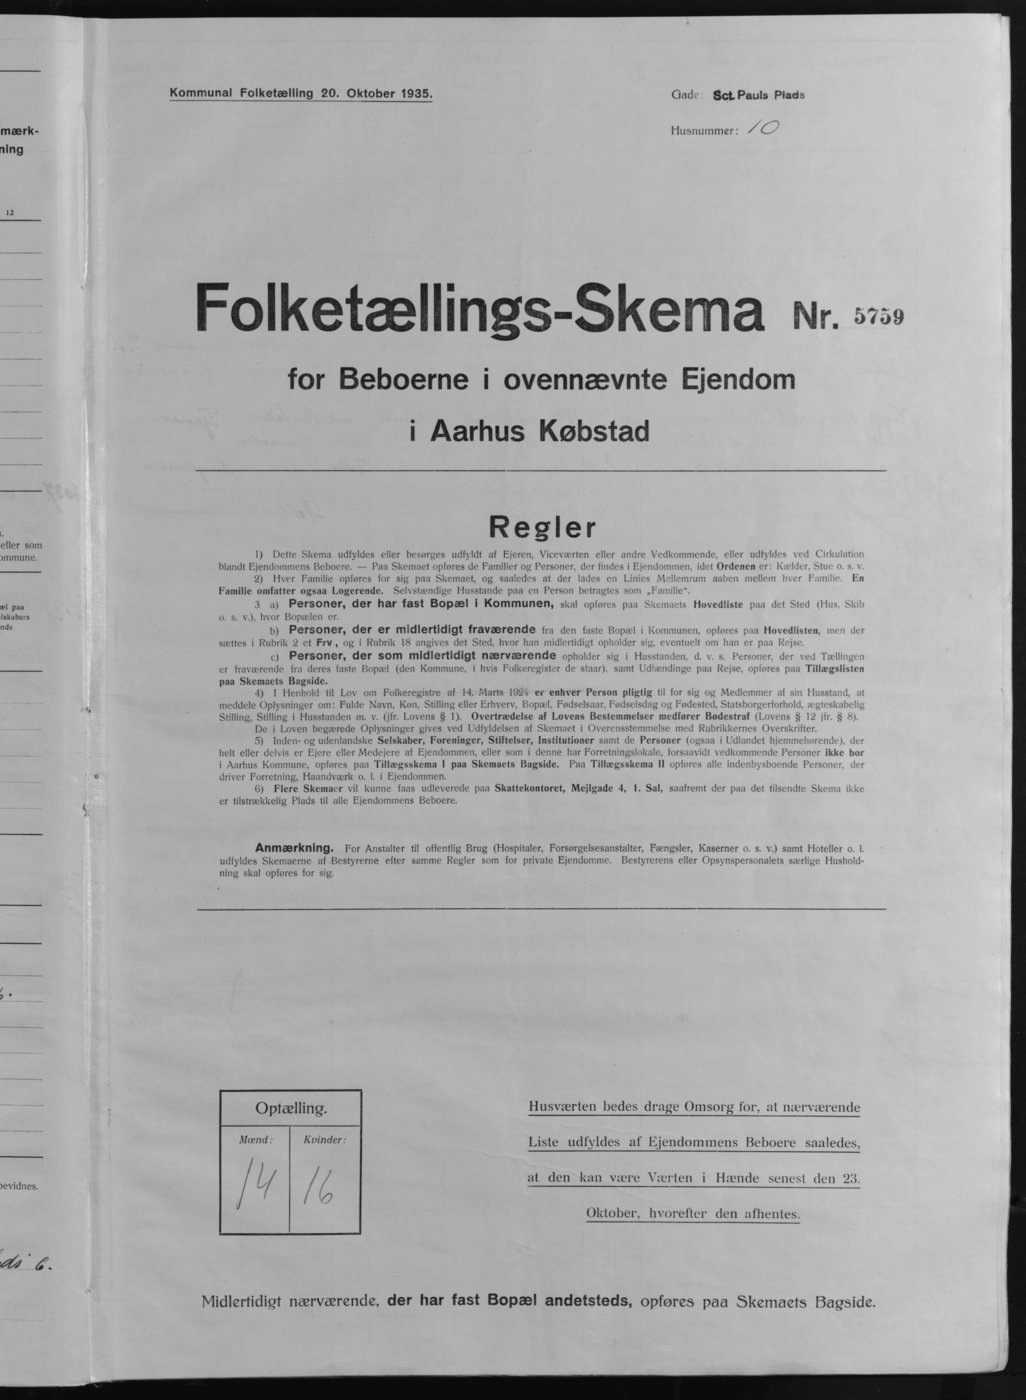 mærk-
ning
12
eller som
ommune.
æl paa
lskabers
nde
bevidnes.
6.
Kommunal Folketælling 20. Oktober 1935.
Gade: Sct. Pauls Plads
Husnummer: 10
Folketællings-Skema Nr. 5759
for Beboerne i ovennævnte Ejendom
i Aarhus Købstad
Regler
1) Dette Skema udfyldes eller besørges udfyldt af Ejeren, Viceværten eller andre Vedkommende, eller udfyldes ved Cirkulation
blandt Ejendommens Beboere. — Paa Skemaet opføres de Familier og Personer, der findes i Ejendommen, idet Ordenen er: Kælder, Stue o. s. v.
2) Hver Familie opføres for sig paa Skemaet, og saaledes at der lades en Linies Mellemrum aaben mellem hver Familie. En
Familie omfatter ogsaa Logerende. Selvstændige Husstande paa en Person betragtes som „Familie“.
3 a) Personer, der har fast Bopæl i Kommunen, skal opføres paa Skemaets Hovedliste paa det Sted (Hus, Skib
o. s. v.), hvor Bopælen er.
b) Personer, der er midlertidigt fraværende fra den faste Bopæl i Kommunen, opføres paa Hovedlisten, men der
sættes i Rubrik 2 et Frv., og i Rubrik 18 angives det Sted, hvor han midlertidigt opholder sig, eventuelt om han er paa Rejse.
c) Personer, der som midlertidigt nærværende opholder sig i Husstanden, d. v. s. Personer, der ved Tællingen
er fraværende fra deres faste Bopæl (den Kommune, i hvis Folkeregister de staar), samt Udlændinge paa Rejse, opføres paa Tillægslisten
paa Skemaets Bagside.
4) I Henhold til Lov om Folkeregistre af 14. Marts 1924 er enhver Person pligtig til for sig og Medlemmer af sin Husstand, at
meddele Oplysninger om: Fulde Navn, Køn, Stilling eller Erhverv, Bopæl, Fødselsaar, Fødselsdag og Fødested, Statsborgerforhold, ægteskabelig
Stilling, Stilling i Husstanden m. v. (jfr. Lovens § 1). Overtrædelse af Lovens Bestemmelser medfører Bødestraf (Lovens § 12 jfr. § 8).
De i Loven begærede Oplysninger gives ved Udfyldelsen af Skemaet i Overensstemmelse med Rubrikkernes Overskrifter.
5) Inden- og udenlandske Selskaber, Foreninger, Stiftelser, Institutioner samt de Personer (ogsaa i Udlandet hjemmehørende), der
helt eller delvis er Ejere eller Medejere af Ejendommen, eller som i denne har Forretningslokale, forsaavidt vedkommende Personer ikke bor
i Aarhus Kommune, opføres paa Tillægsskema I paa Skemaets Bagside. Paa Tillægsskema II opføres alle indenbysboende Personer, der
driver Forretning, Haandværk o. l. i Ejendommen.
6) Flere Skemaer vil kunne faas udleverede paa Skattekontoret, Mejlgade 4, 1. Sal, saafremt der paa det tilsendte Skema ikke
er tilstrækkelig Plads til alle Ejendommens Beboere.
Anmærkning. For Anstalter til offentlig Brug (Hospitaler, Forsørgelsesanstalter, Fængsler, Kaserner o. s. v.) samt Hoteller o. l.
udfyldes Skemaerne af Bestyrerne efter samme Regler som for private Ejendomme. Bestyrerens eller Opsynspersonalets særlige Hushold-
ning skal opføres for sig.
Optælling.
Mænd: Kvinder:
14 16
Husværten bedes drage Omsorg for, at nærværende
Liste udfyldes af Ejendommens Beboere saaledes,
at den kan være Værten i Hænde senest den 23.
Oktober, hvorefter den afhentes.
Midlertidigt nærværende, der har fast Bopæl andetsteds, opføres paa Skemaets Bagside.